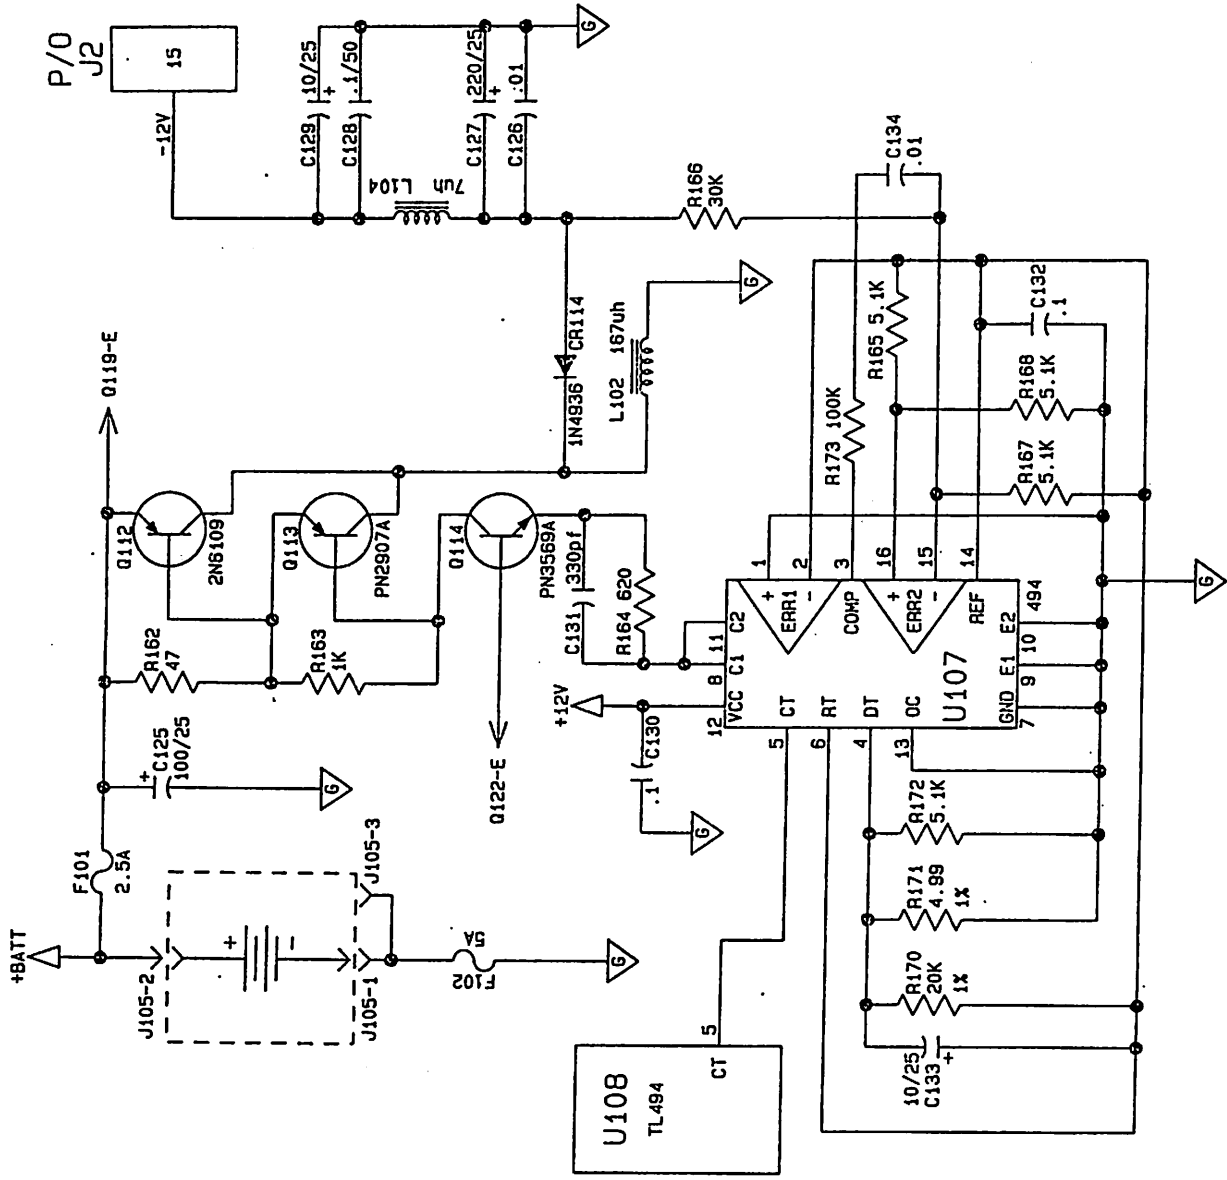 P/O
J2
15
-12V
C129
10/25
+
C128
.1/50
7uh L104
C127
220/25
+
C126
.01
G
R166
30K
C134
.01
Q119-E
Q112
2N6109
Q113
PN2907A
Q114
PN3569A
Q122-E
R162
47
R163
1K
1N4936
CR114
L102 167uh
G
C131 330pf
R164 620
+12V
C130
.1
G
+
C125
100/25
G
F101
2.5A
+BATT
J105-2
+
-
J105-1
J105-3
F102
5A
G
R173 100K
R165 5.1K
C132
.1
R168
5.1K
R167
5.1K
G
1
2
3
16
15
14
+
ERR1
-
COMP
+
ERR2
-
REF
494
11
C2
8
C1
12
VCC
U107
E2
10
E1
9
GND
7
CT
5
RT
6
DT
4
OC
13
R172
5.1K
R171
4.99
1%
R170
20K
1%
10/25
C133
+
5
CT
U108
TL494